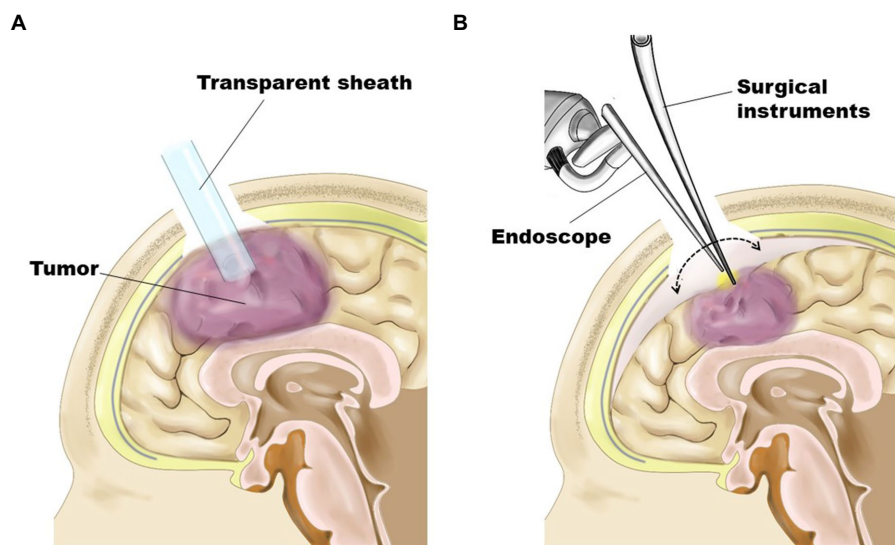 A
B
Transparent sheath
Surgical
instruments
Endoscope
Tumor